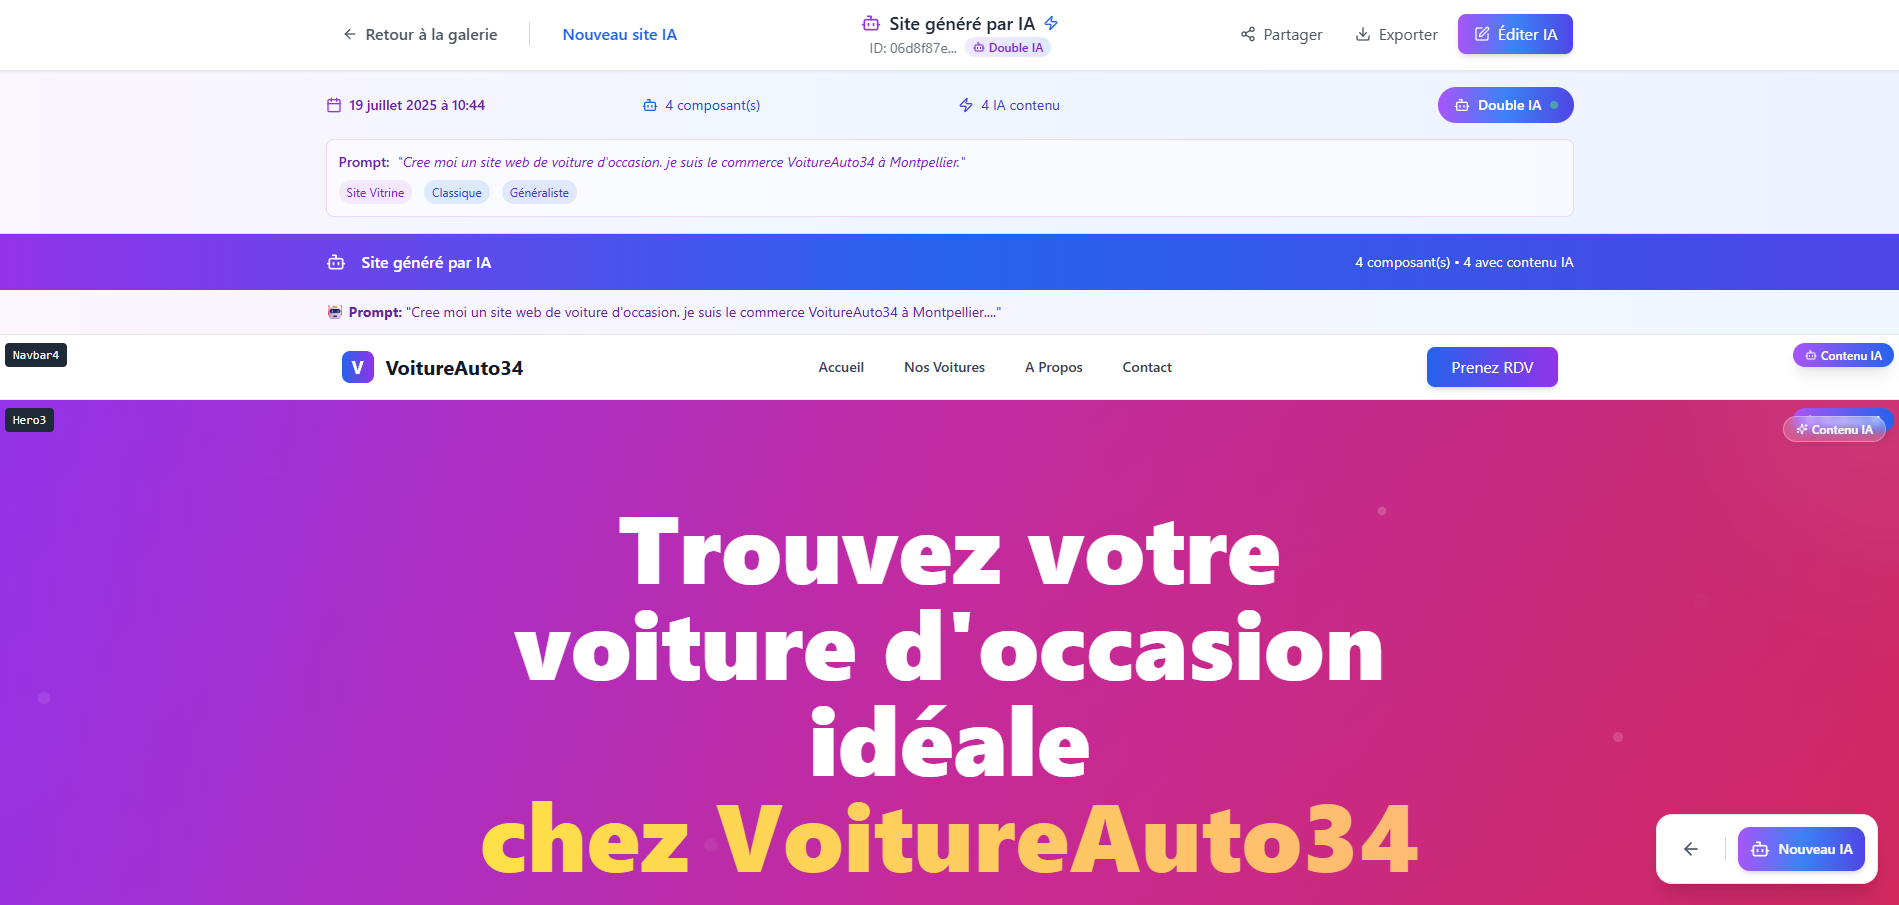 Retour à la galerie
Nouveau site IA
Site généré par IA
ID: 06d8f87e...
Double IA
Partager
Exporter
Éditer IA
19 juillet 2025 à 10:44
4 composant(s)
4 IA contenu
Double IA
Prompt: "Cree moi un site web de voiture d'occasion. je suis le commerce VoitureAuto34 à Montpellier."
Site Vitrine
Classique
Généraliste
Site généré par IA
4 composant(s) • 4 avec contenu IA
Prompt: "Cree moi un site web de voiture d'occasion. je suis le commerce VoitureAuto34 à Montpellier...."
Navbar4
V
VoitureAuto34
Accueil
Nos Voitures
A Propos
Contact
Prenez RDV
Contenu IA
Hero3
Contenu IA
Trouvez votre
voiture d'occasion
idéale
chez VoitureAuto34
Nouveau IA